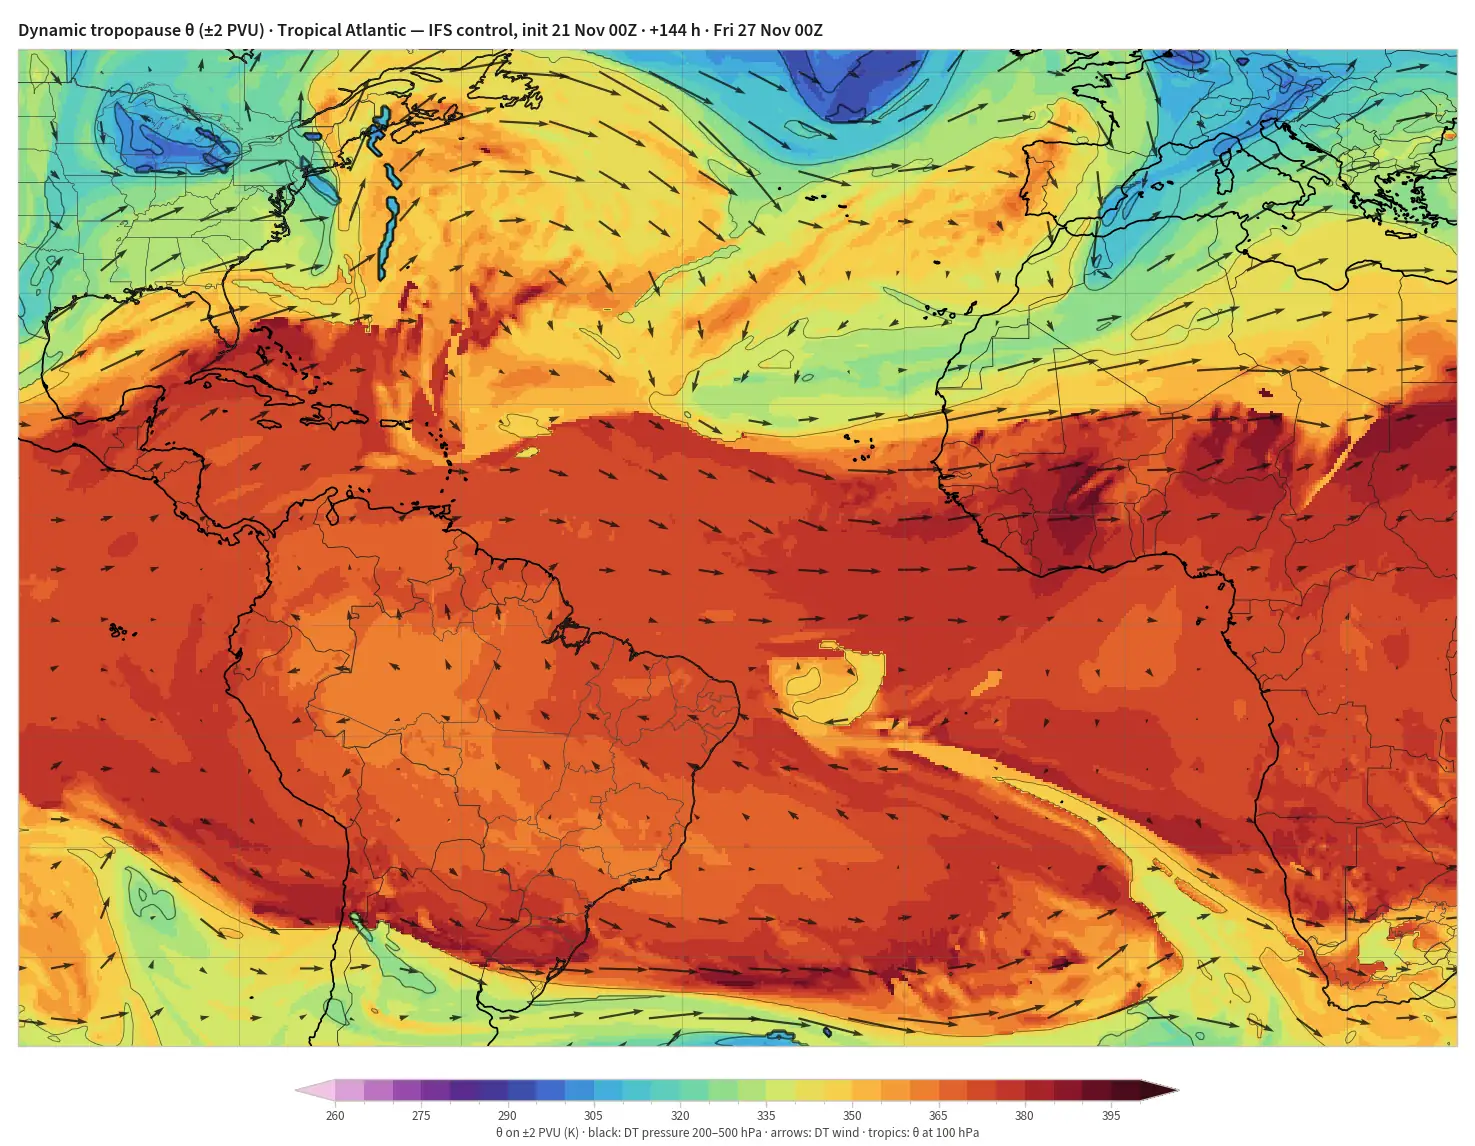 Dynamic tropopause θ (±2 PVU) · Tropical Atlantic — IFS control, init 21 Nov 00Z · +144 h · Fri 27 Nov 00Z
260 275 290 305 320 335 350 365 380 395
θ on ±2 PVU (K) · black: DT pressure 200–500 hPa · arrows: DT wind · tropics: θ at 100 hPa